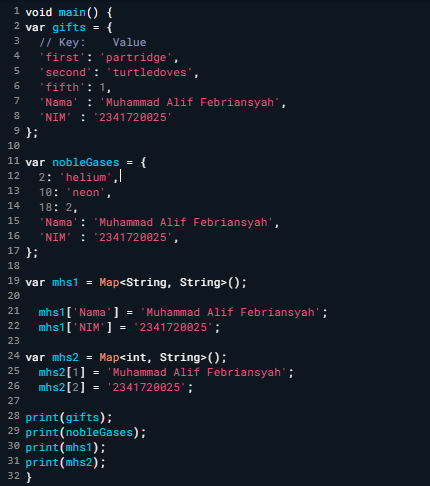 1 void main() {
2 var gifts = {
3 // Key: Value
4 'first': 'partridge',
5 'second': 'turtledoves',
6 'fifth': 1,
7 'Nama' : 'Muhammad Alif Febriansyah',
8 'NIM' : '2341720025'
9 };
10
11 var nobleGases = {
12 2: 'helium',
13 10: 'neon',
14 18: 2,
15 'Nama': 'Muhammad Alif Febriansyah',
16 'NIM' : '2341720025',
17 };
18
19 var mhs1 = Map<String, String>();
20
21 mhs1['Nama'] = 'Muhammad Alif Febriansyah';
22 mhs1['NIM'] = '2341720025';
23
24 var mhs2 = Map<int, String>();
25 mhs2[1] = 'Muhammad Alif Febriansyah';
26 mhs2[2] = '2341720025';
27
28 print(gifts);
29 print(nobleGases);
30 print(mhs1);
31 print(mhs2);
32 }